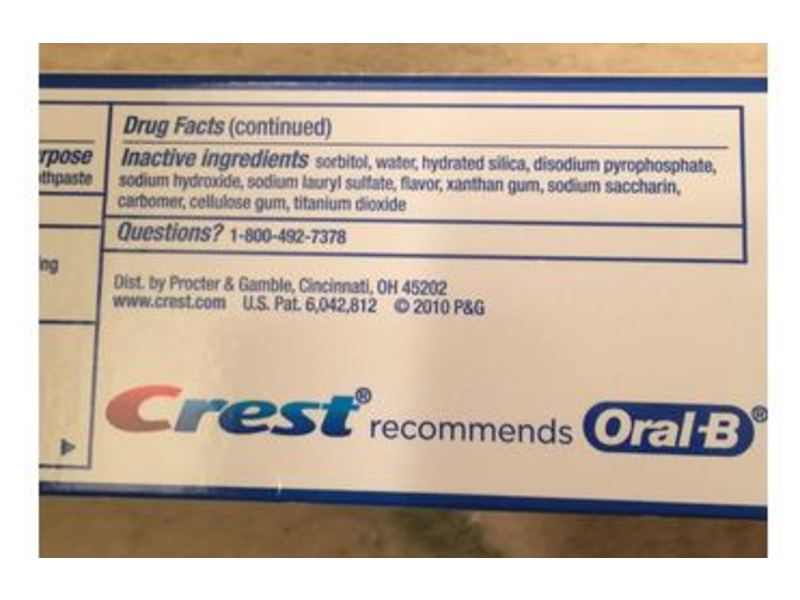 Drug Facts (continued)
rpose
Inactive ingredients sorbitol, water, hydrated silica, disodium pyrophosphate,
thpaste
sodium hydroxide, sodium lauryl sulfate, flavor, xanthan gum, sodium saccharin,
carbomer, cellulose gum, titanium dioxide
Questions? 1-800-492-7378
ng
Dist. by Procter & Gamble, Cincinnati, OH 45202
www.crest.com U.S. Pat. 6,042,812 © 2010 P&G
Crest® recommends Oral-B®